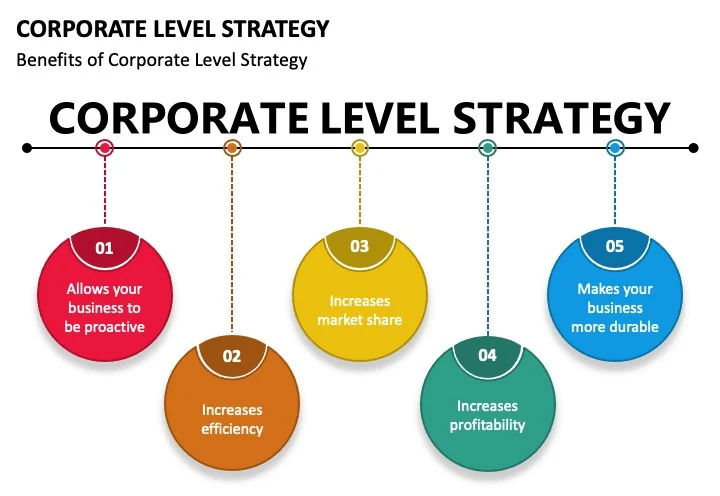 CORPORATE LEVEL STRATEGY
Benefits of Corporate Level Strategy
CORPORATE LEVEL STRATEGY
01
Allows your
business to
be proactive
02
Increases
efficiency
03
Increases
market share
04
Increases
profitability
05
Makes your
business
more durable